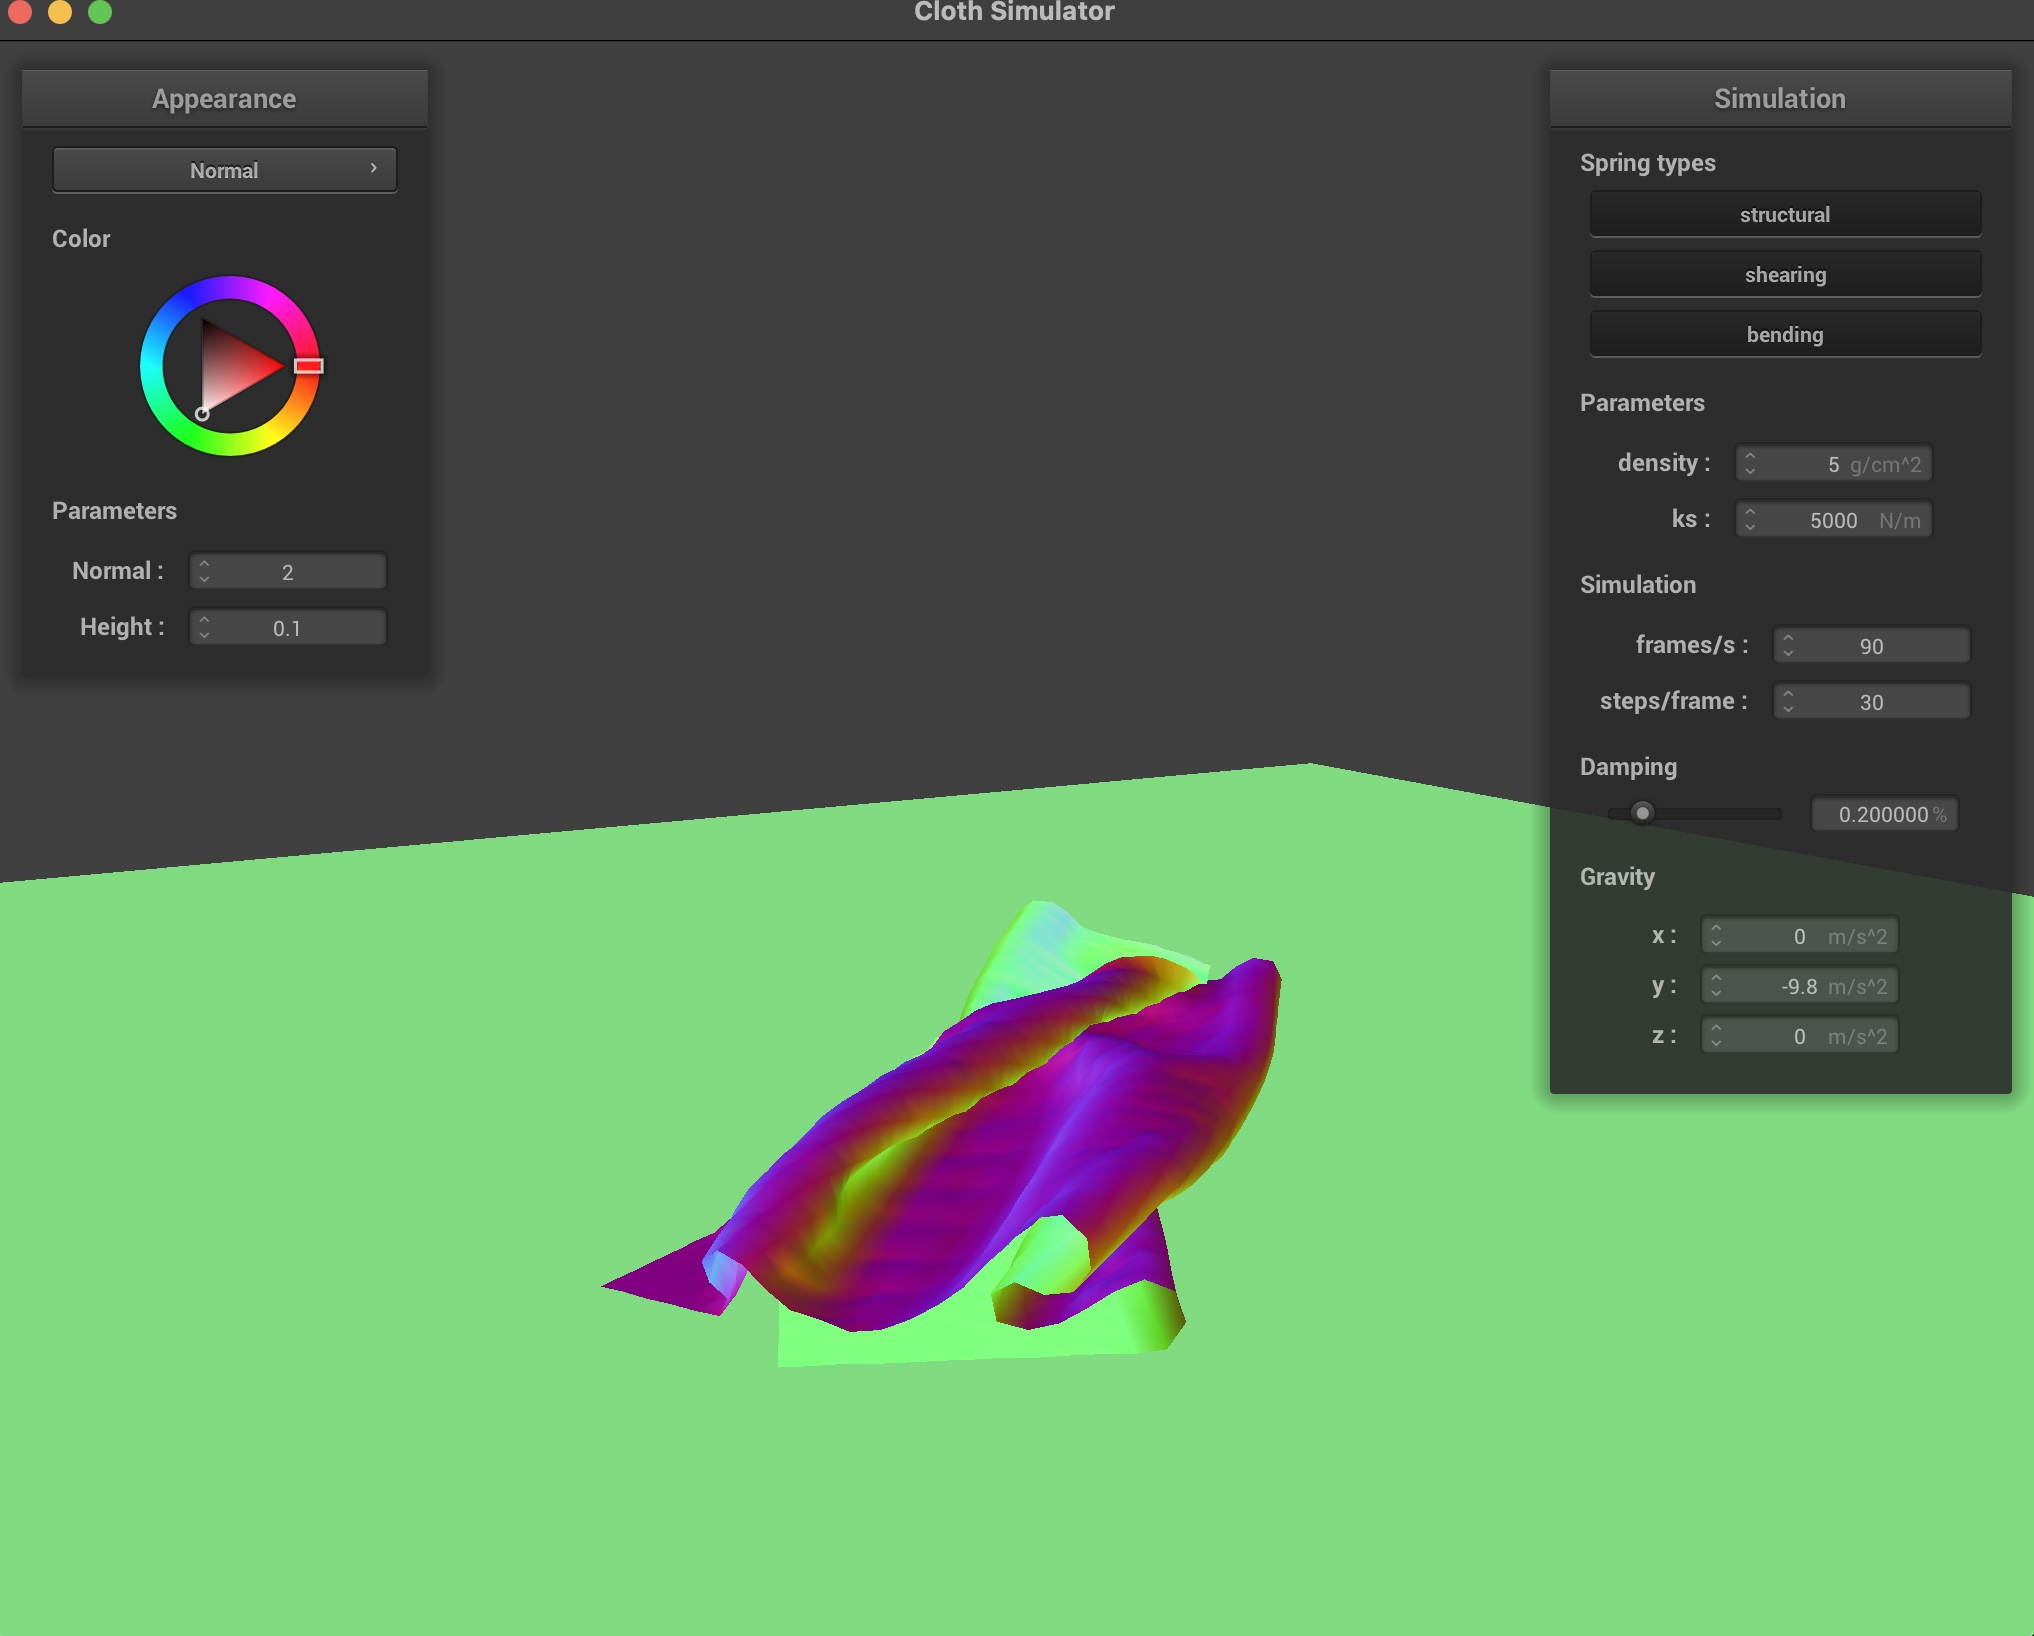 Cloth Simulator
Appearance
Normal
Color
Parameters
Normal : 2
Height : 0.1
Simulation
Spring types
structural
shearing
bending
Parameters
density : 5 g/cm^2
ks : 5000 N/m
Simulation
frames/s : 90
steps/frame : 30
Damping
0.200000 %
Gravity
x : 0 m/s^2
y : -9.8 m/s^2
z : 0 m/s^2